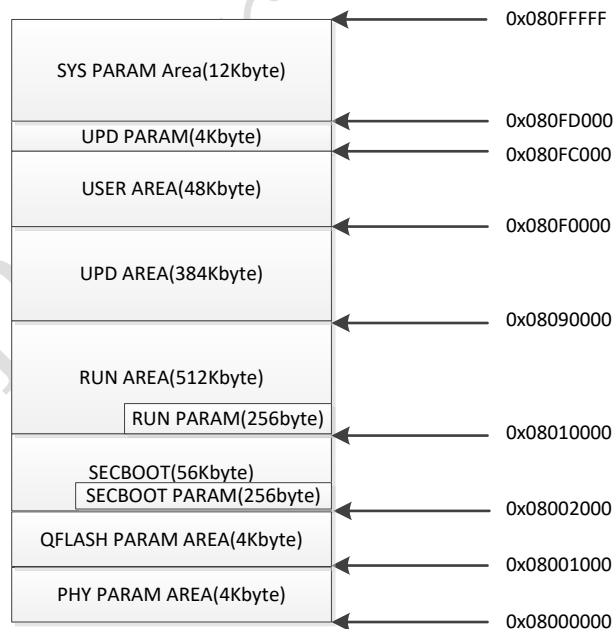 0x080FFFFF
SYS PARAM Area(12Kbyte)
0x080FD000
UPD PARAM(4Kbyte)
0x080FC000
USER AREA(48Kbyte)
0x080F0000
UPD AREA(384Kbyte)
0x08090000
RUN AREA(512Kbyte)
RUN PARAM(256byte)
0x08010000
SECBOOT(56Kbyte)
SECBOOT PARAM(256byte)
0x08002000
QFLASH PARAM AREA(4Kbyte)
0x08001000
PHY PARAM AREA(4Kbyte)
0x08000000